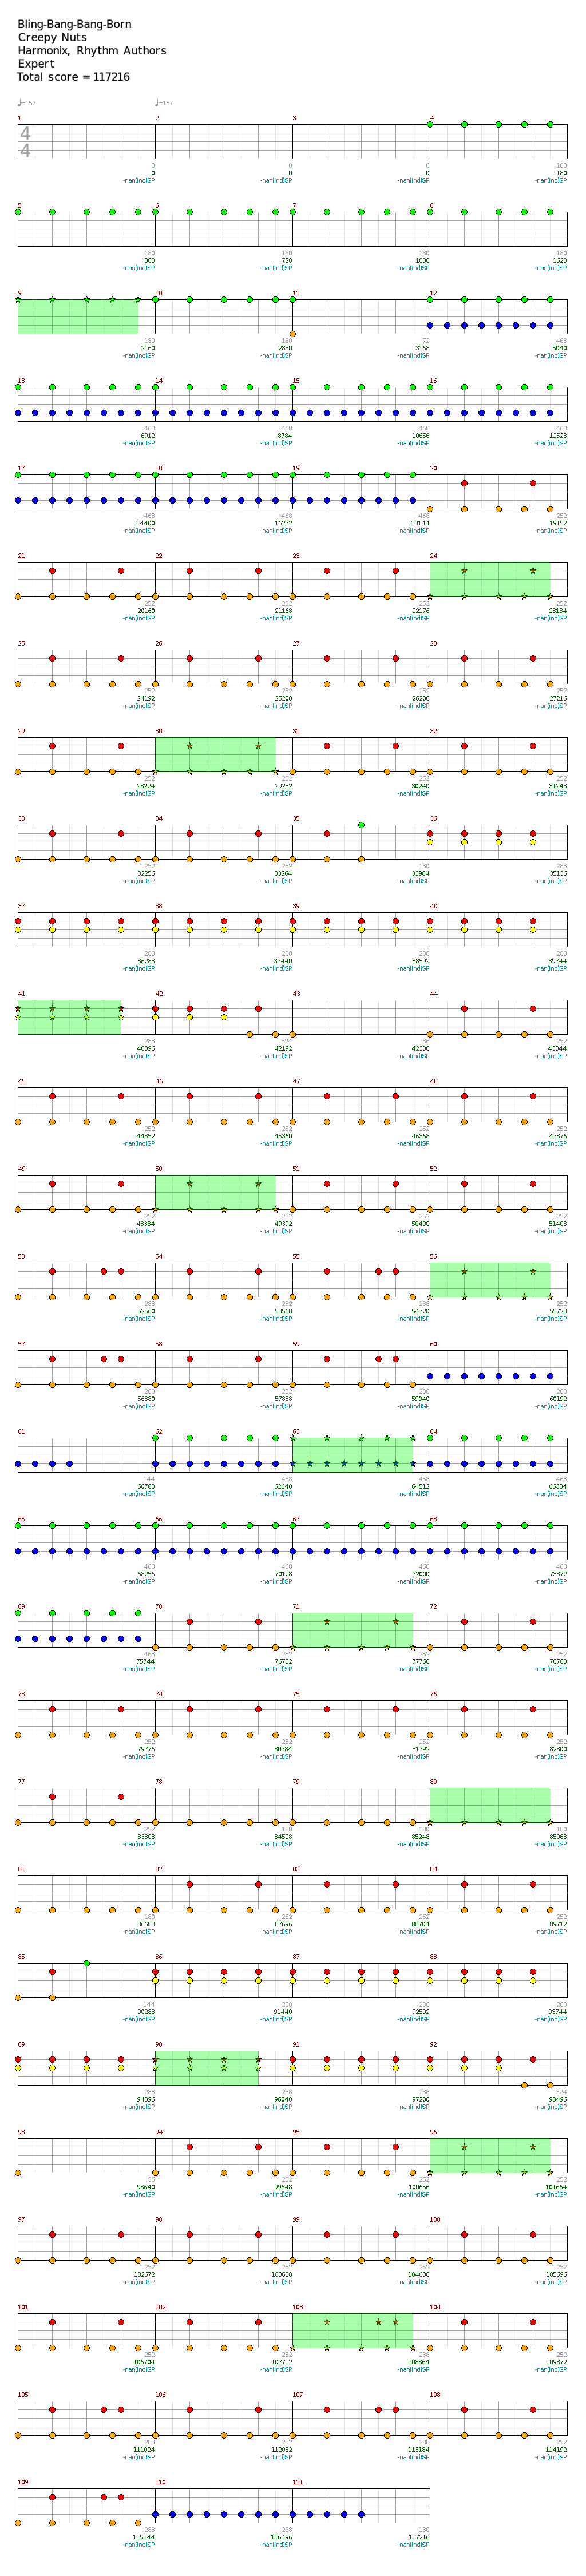 Bling-Bang-Bang-Born
Creepy Nuts
Harmonix, Rhythm Authors
Expert
Total score = 117216
♩=157 ♩=157
1 2 3 4
4
4
0 0 0 180
0 0 0 180
-nan(ind)SP -nan(ind)SP -nan(ind)SP -nan(ind)SP
5 6 7 8
180 180 180 180
360 720 1080 1620
-nan(ind)SP -nan(ind)SP -nan(ind)SP -nan(ind)SP
9 10 11 12
180 180 72 468
2160 2880 3168 5040
-nan(ind)SP -nan(ind)SP -nan(ind)SP -nan(ind)SP
13 14 15 16
468 468 468 468
6912 8784 10656 12528
-nan(ind)SP -nan(ind)SP -nan(ind)SP -nan(ind)SP
17 18 19 20
468 468 468 252
14400 16272 18144 19152
-nan(ind)SP -nan(ind)SP -nan(ind)SP -nan(ind)SP
21 22 23 24
252 252 252 252
20160 21168 22176 23184
-nan(ind)SP -nan(ind)SP -nan(ind)SP -nan(ind)SP
25 26 27 28
252 252 252 252
24192 25200 26208 27216
-nan(ind)SP -nan(ind)SP -nan(ind)SP -nan(ind)SP
29 30 31 32
252 252 252 252
28224 29232 30240 31248
-nan(ind)SP -nan(ind)SP -nan(ind)SP -nan(ind)SP
33 34 35 36
252 252 180 288
32256 33264 33984 35136
-nan(ind)SP -nan(ind)SP -nan(ind)SP -nan(ind)SP
37 38 39 40
288 288 288 288
36288 37440 38592 39744
-nan(ind)SP -nan(ind)SP -nan(ind)SP -nan(ind)SP
41 42 43 44
288 324 36 252
40896 42192 42336 43344
-nan(ind)SP -nan(ind)SP -nan(ind)SP -nan(ind)SP
45 46 47 48
252 252 252 252
44352 45360 46368 47376
-nan(ind)SP -nan(ind)SP -nan(ind)SP -nan(ind)SP
49 50 51 52
252 252 252 252
48384 49392 50400 51408
-nan(ind)SP -nan(ind)SP -nan(ind)SP -nan(ind)SP
53 54 55 56
288 252 288 252
52560 53568 54720 55728
-nan(ind)SP -nan(ind)SP -nan(ind)SP -nan(ind)SP
57 58 59 60
288 252 288 288
56880 57888 59040 60192
-nan(ind)SP -nan(ind)SP -nan(ind)SP -nan(ind)SP
61 62 63 64
144 468 468 468
60768 62640 64512 66384
-nan(ind)SP -nan(ind)SP -nan(ind)SP -nan(ind)SP
65 66 67 68
468 468 468 468
68256 70128 72000 73872
-nan(ind)SP -nan(ind)SP -nan(ind)SP -nan(ind)SP
69 70 71 72
468 252 252 252
75744 76752 77760 78768
-nan(ind)SP -nan(ind)SP -nan(ind)SP -nan(ind)SP
73 74 75 76
252 252 252 252
79776 80784 81792 82800
-nan(ind)SP -nan(ind)SP -nan(ind)SP -nan(ind)SP
77 78 79 80
252 180 180 180
83808 84528 85248 85968
-nan(ind)SP -nan(ind)SP -nan(ind)SP -nan(ind)SP
81 82 83 84
180 252 252 252
86688 87696 88704 89712
-nan(ind)SP -nan(ind)SP -nan(ind)SP -nan(ind)SP
85 86 87 88
144 288 288 288
90288 91440 92592 93744
-nan(ind)SP -nan(ind)SP -nan(ind)SP -nan(ind)SP
89 90 91 92
288 288 288 324
94896 96048 97200 98496
-nan(ind)SP -nan(ind)SP -nan(ind)SP -nan(ind)SP
93 94 95 96
36 252 252 252
98640 99648 100656 101664
-nan(ind)SP -nan(ind)SP -nan(ind)SP -nan(ind)SP
97 98 99 100
252 252 252 252
102672 103680 104688 105696
-nan(ind)SP -nan(ind)SP -nan(ind)SP -nan(ind)SP
101 102 103 104
252 252 288 252
106704 107712 108864 109872
-nan(ind)SP -nan(ind)SP -nan(ind)SP -nan(ind)SP
105 106 107 108
288 252 288 252
111024 112032 113184 114192
-nan(ind)SP -nan(ind)SP -nan(ind)SP -nan(ind)SP
109 110 111
288 288 180
115344 116496 117216
-nan(ind)SP -nan(ind)SP -nan(ind)SP